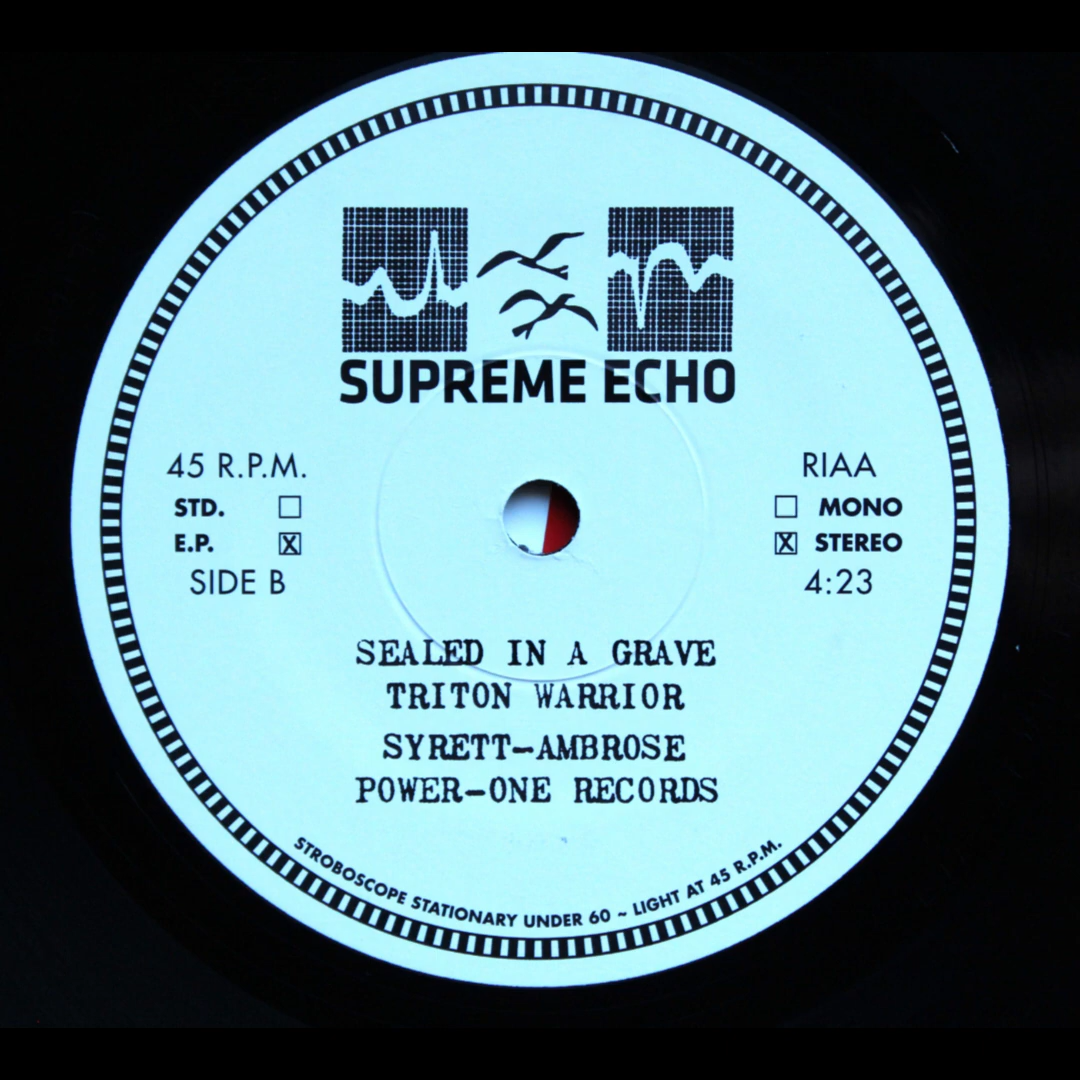 SUPREME ECHO
45 R.P.M.
STD. ☐
E.P. ☒
SIDE B
RIAA
☐ MONO
☒ STEREO
4:23
SEALED IN A GRAVE
TRITON WARRIOR
SYRETT-AMBROSE
POWER-ONE RECORDS
STROBOSCOPE STATIONARY UNDER 60 ~ LIGHT AT 45 R.P.M.